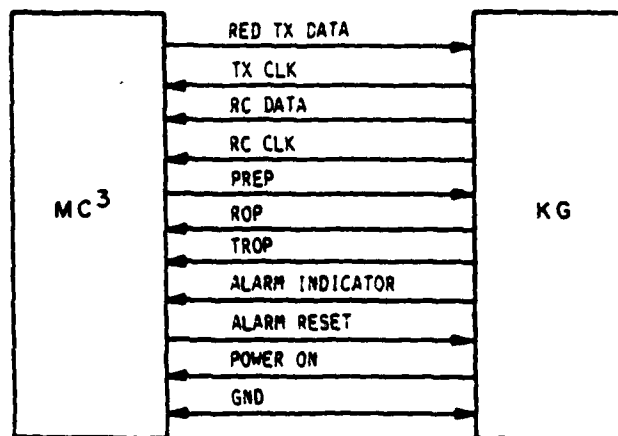 RED TX DATA
TX CLK
RC DATA
RC CLK
PREP
MC³
KG
ROP
TROP
ALARM INDICATOR
ALARM RESET
POWER ON
GND